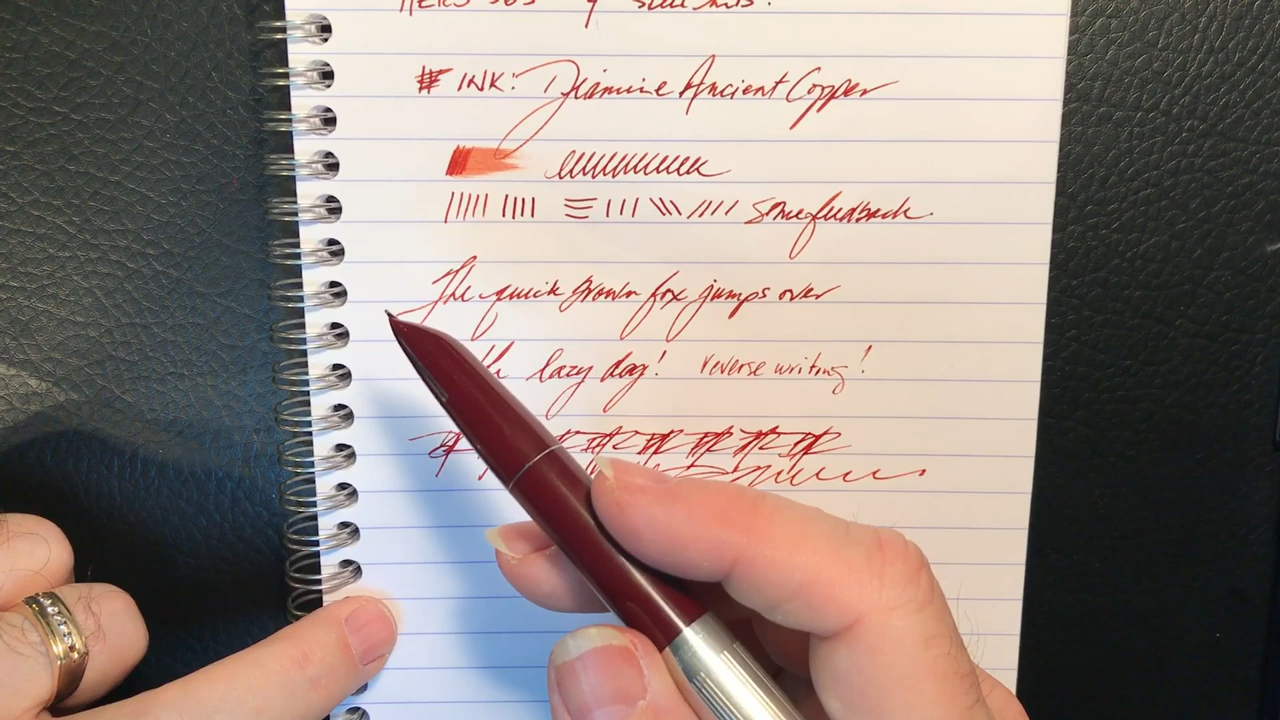 # INK: Diamine Ancient Copper
Some feedback.
The quick brown fox jumps over
the lazy dog! reverse writing!